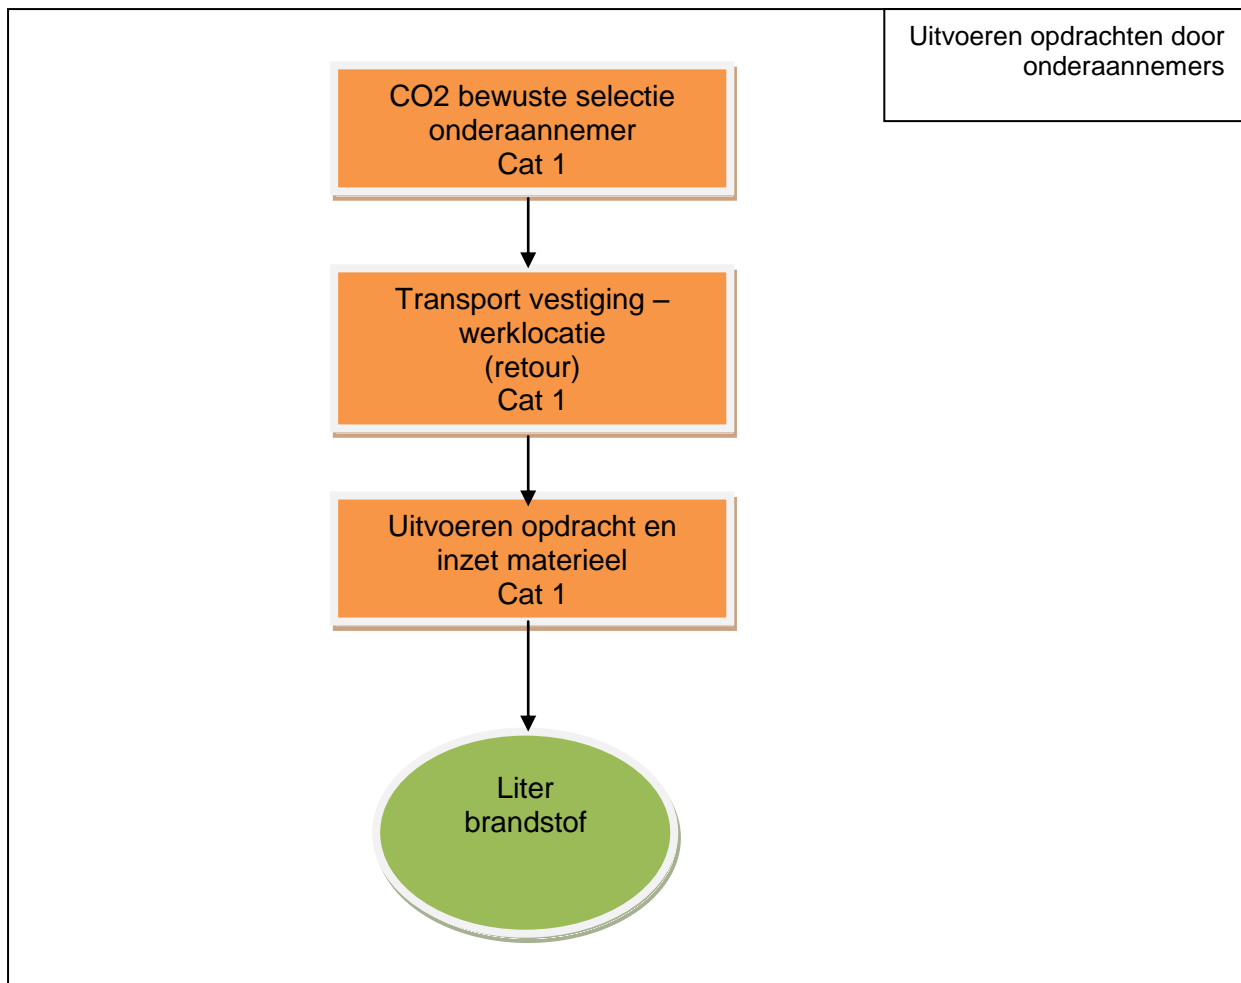 Uitvoeren opdrachten door
onderaannemers
CO2 bewuste selectie
onderaannemer
Cat 1
Transport vestiging –
werklocatie
(retour)
Cat 1
Uitvoeren opdracht en
inzet materieel
Cat 1
Liter
brandstof